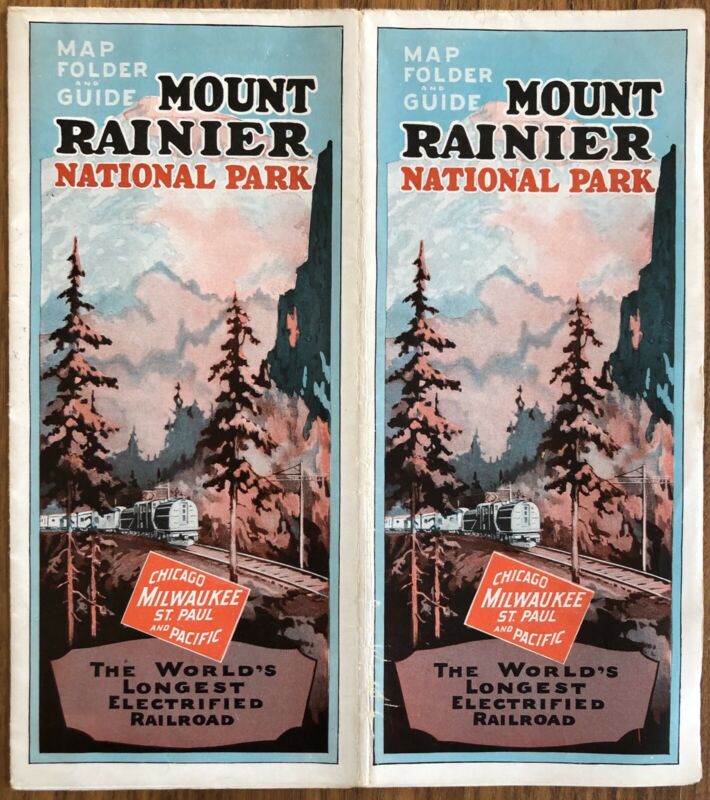 MAP
FOLDER
AND
GUIDE
MOUNT
RAINIER
NATIONAL PARK
CHICAGO
MILWAUKEE
ST. PAUL
AND PACIFIC
THE WORLD'S
LONGEST
ELECTRIFIED
RAILROAD
MAP
FOLDER
AND
GUIDE
MOUNT
RAINIER
NATIONAL PARK
CHICAGO
MILWAUKEE
ST. PAUL
AND PACIFIC
THE WORLD'S
LONGEST
ELECTRIFIED
RAILROAD